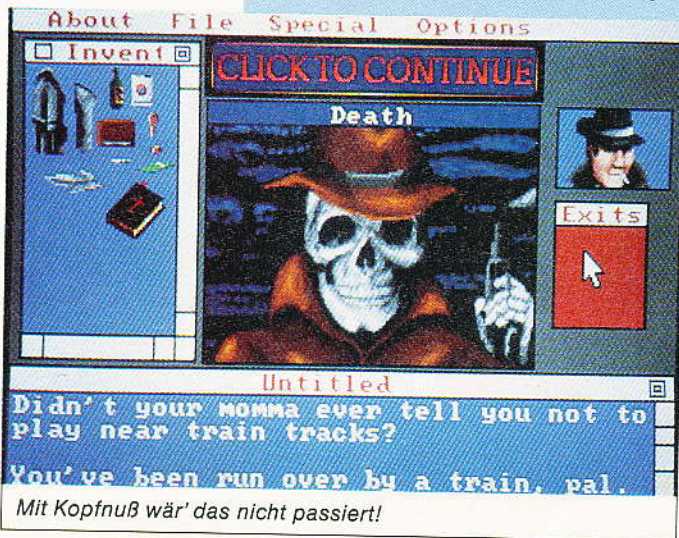 About File Special Options
Invent
CLICK TO CONTINUE
Death
Exits
Untitled
Didn't your momma ever tell you not to
play near train tracks?
You've been run over by a train, pal.
Mit Kopfnuß wär' das nicht passiert!